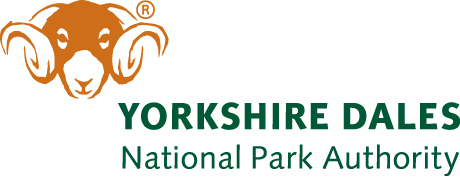 ®
YORKSHIRE DALES
National Park Authority